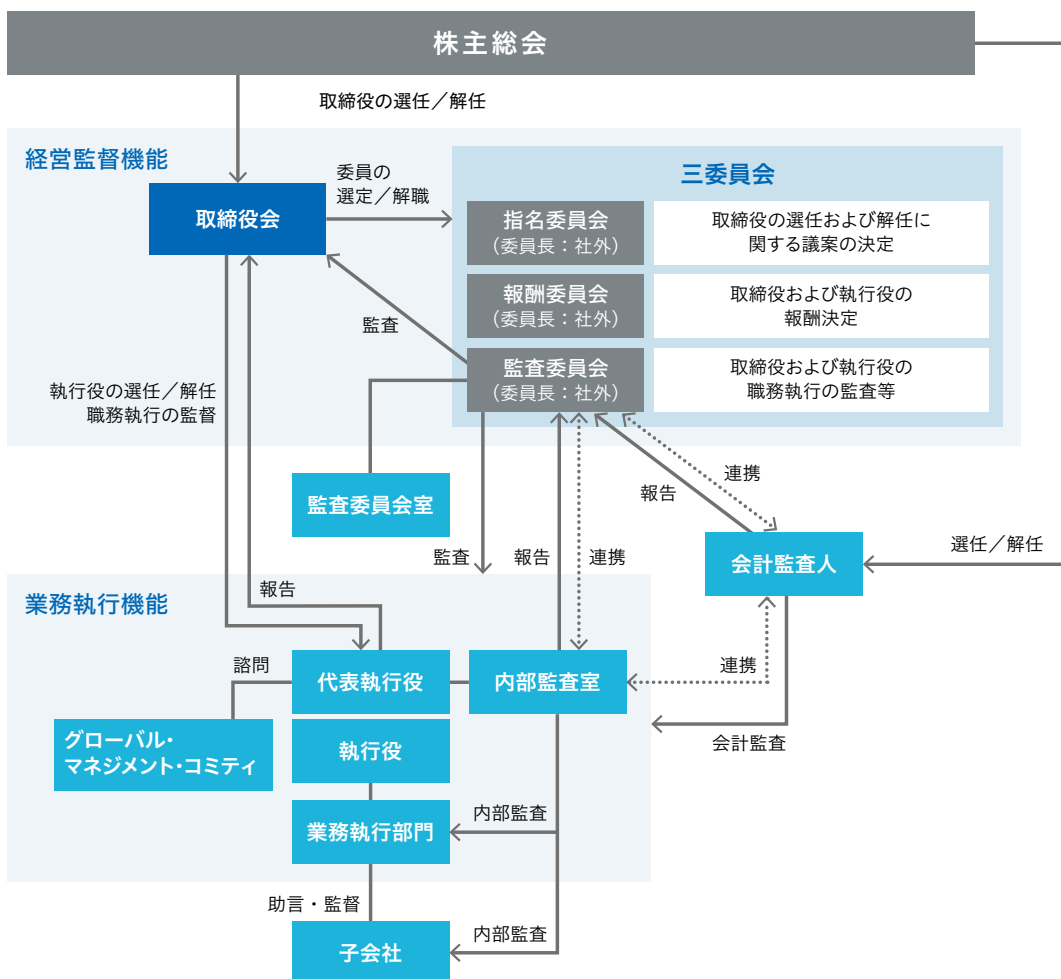 株主総会
取締役の選任／解任
経営監督機能
委員の
選定／解職
取締役会
三委員会
指名委員会
（委員長：社外）
取締役の選任および解任に
関する議案の決定
報酬委員会
（委員長：社外）
取締役および執行役の
報酬決定
監査
監査委員会
（委員長：社外）
取締役および執行役の
職務執行の監査等
執行役の選任／解任
職務執行の監督
監査委員会室
連携
報告
監査
報告
連携
会計監査人
選任／解任
業務執行機能
報告
諮問
代表執行役
内部監査室
連携
グローバル・
マネジメント・コミティ
執行役
会計監査
業務執行部門
内部監査
助言・監督
子会社
内部監査